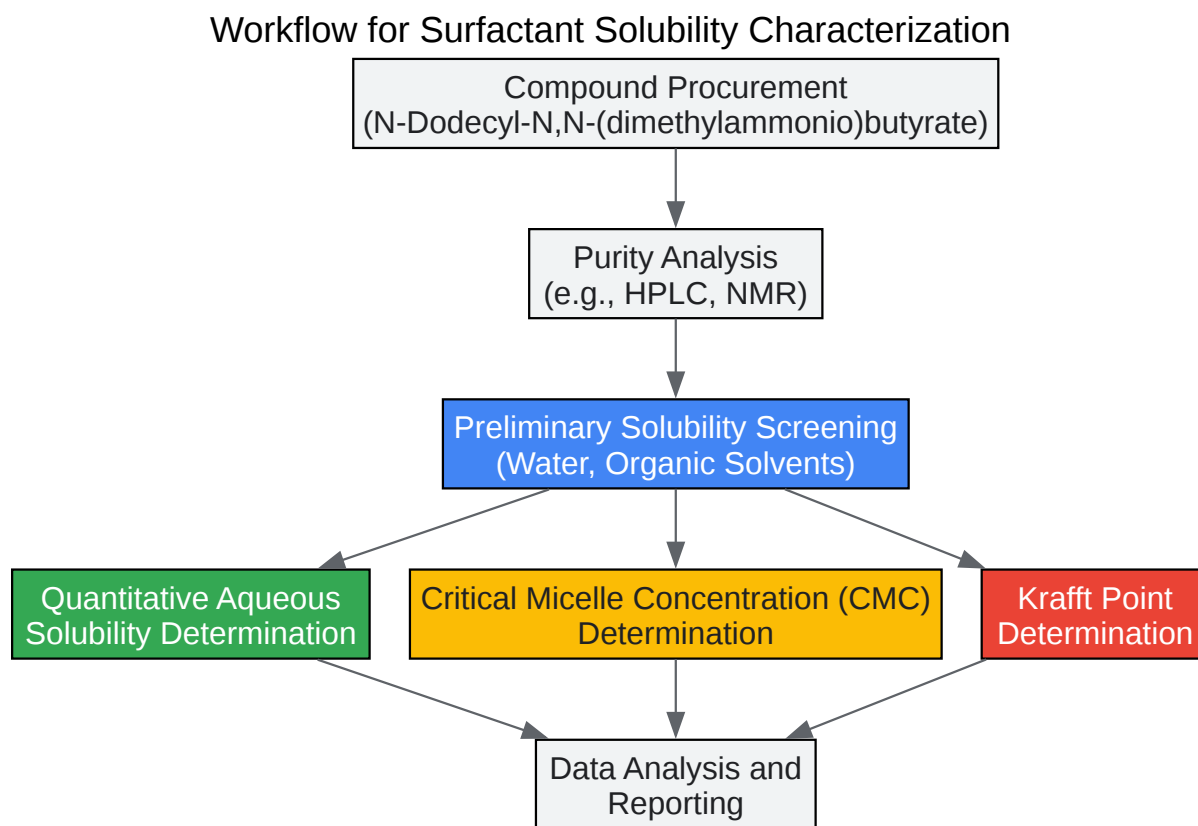 Workflow for Surfactant Solubility Characterization
Compound Procurement
(N-Dodecyl-N,N-(dimethylammonio)butyrate)
Purity Analysis
(e.g., HPLC, NMR)
Preliminary Solubility Screening
(Water, Organic Solvents)
Quantitative Aqueous
Solubility Determination
Critical Micelle Concentration (CMC)
Determination
Krafft Point
Determination
Data Analysis and
Reporting